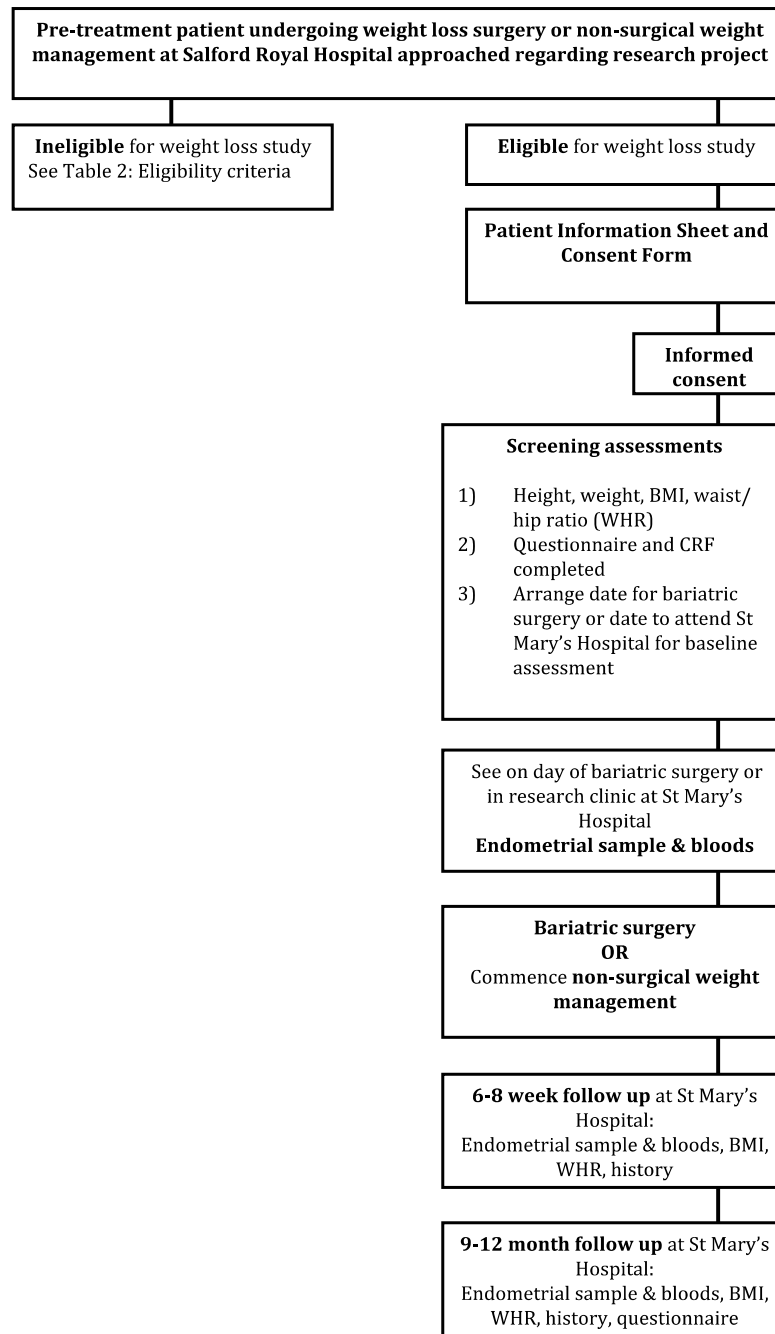 Pre-treatment patient undergoing weight loss surgery or non-surgical weight
management at Salford Royal Hospital approached regarding research project
Ineligible for weight loss study
See Table 2: Eligibility criteria
Eligible for weight loss study
Patient Information Sheet and
Consent Form
Informed
consent
Screening assessments
1) Height, weight, BMI, waist/
hip ratio (WHR)
2) Questionnaire and CRF
completed
3) Arrange date for bariatric
surgery or date to attend St
Mary’s Hospital for baseline
assessment
See on day of bariatric surgery or
in research clinic at St Mary’s
Hospital
Endometrial sample & bloods
Bariatric surgery
OR
Commence non-surgical weight
management
6-8 week follow up at St Mary’s
Hospital:
Endometrial sample & bloods, BMI,
WHR, history
9-12 month follow up at St Mary’s
Hospital:
Endometrial sample & bloods, BMI,
WHR, history, questionnaire